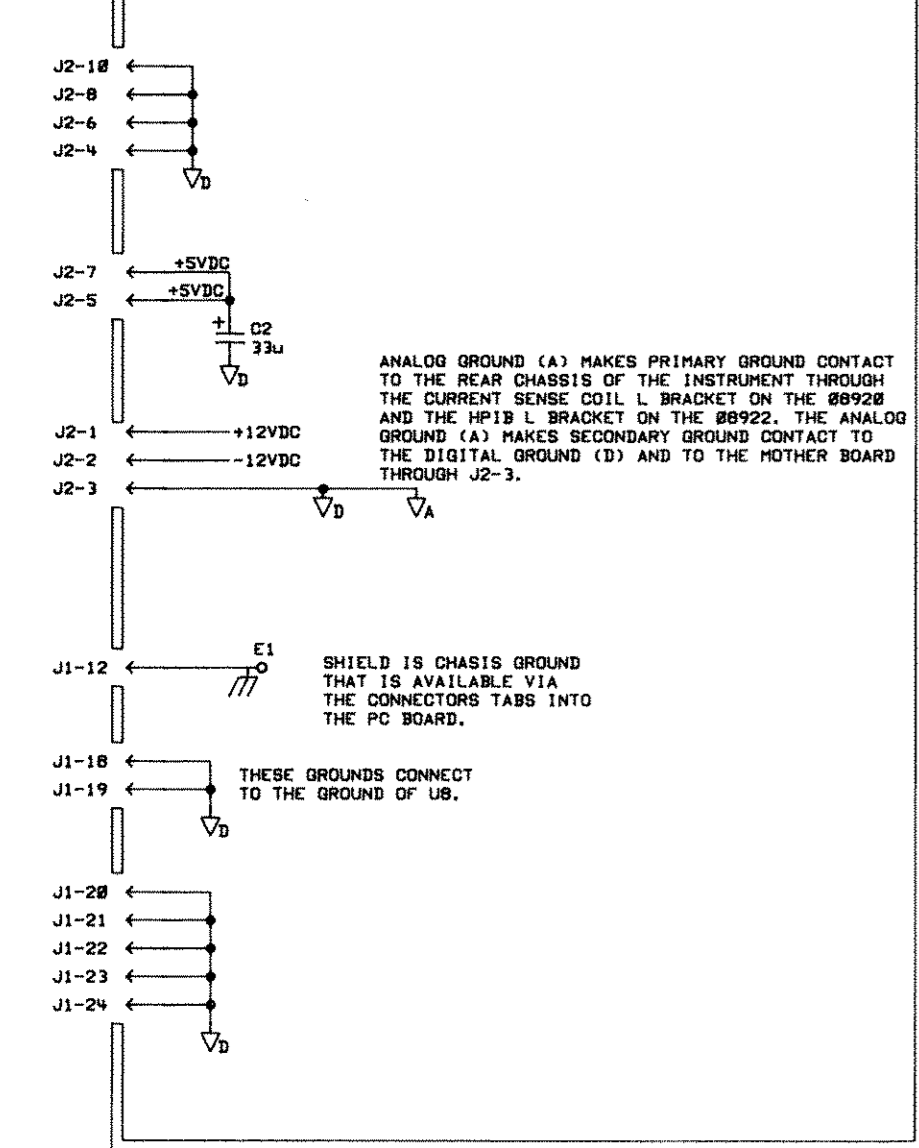 J2-10
J2-8
J2-6
J2-4
D
J2-7 +5VDC
J2-5 +5VDC
+ C2
33u
D
ANALOG GROUND (A) MAKES PRIMARY GROUND CONTACT
TO THE REAR CHASSIS OF THE INSTRUMENT THROUGH
THE CURRENT SENSE COIL L BRACKET ON THE 08920
AND THE HPIB L BRACKET ON THE 08922. THE ANALOG
GROUND (A) MAKES SECONDARY GROUND CONTACT TO
THE DIGITAL GROUND (D) AND TO THE MOTHER BOARD
THROUGH J2-3.
J2-1 +12VDC
J2-2 -12VDC
J2-3
D A
E1
J1-12
SHIELD IS CHASIS GROUND
THAT IS AVAILABLE VIA
THE CONNECTORS TABS INTO
THE PC BOARD.
J1-18
J1-19
THESE GROUNDS CONNECT
TO THE GROUND OF U8.
D
J1-20
J1-21
J1-22
J1-23
J1-24
D